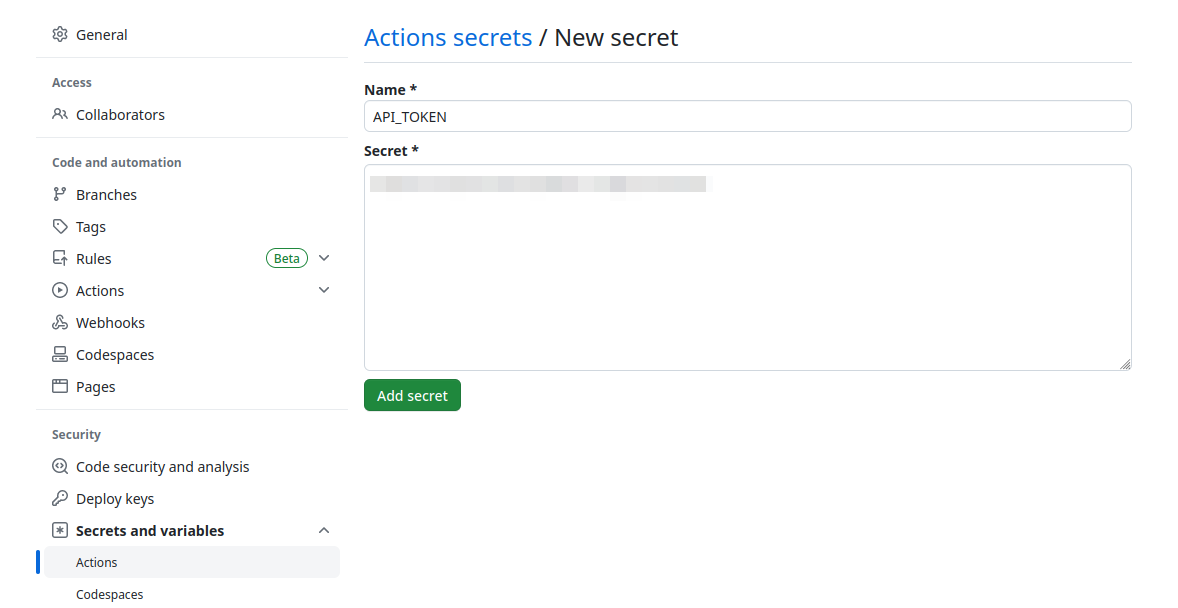 General
Access
Collaborators
Code and automation
Branches
Tags
Rules Beta
Actions
Webhooks
Codespaces
Pages
Security
Code security and analysis
Deploy keys
Secrets and variables
Actions
Codespaces
Actions secrets / New secret
Name *
API_TOKEN
Secret *
Add secret